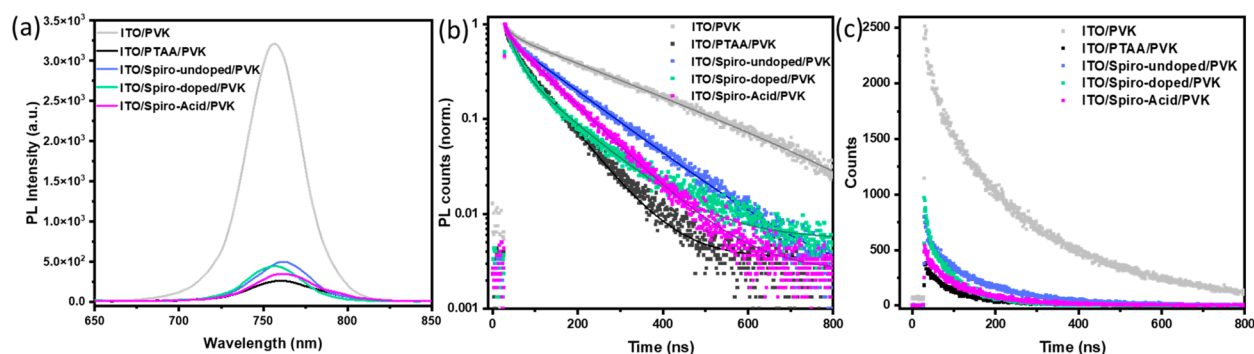 (a)
3.5×10³
3.0×10³
2.5×10³
2.0×10³
1.5×10³
1.0×10³
5.0×10²
0.0
PL Intensity (a.u.)
ITO/PVK
ITO/PTAA/PVK
ITO/Spiro-undoped/PVK
ITO/Spiro-doped/PVK
ITO/Spiro-Acid/PVK
650 700 750 800 850
Wavelength (nm)
(b)
1
0.1
0.01
0.001
PL counts (norm.)
ITO/PVK
ITO/PTAA/PVK
ITO/Spiro-undoped/PVK
ITO/Spiro-doped/PVK
ITO/Spiro-Acid/PVK
0 200 400 600 800
Time (ns)
(c)
2500
2000
1500
1000
500
0
Counts
ITO/PVK
ITO/PTAA/PVK
ITO/Spiro-undoped/PVK
ITO/Spiro-doped/PVK
ITO/Spiro-Acid/PVK
0 200 400 600 800
Time (ns)